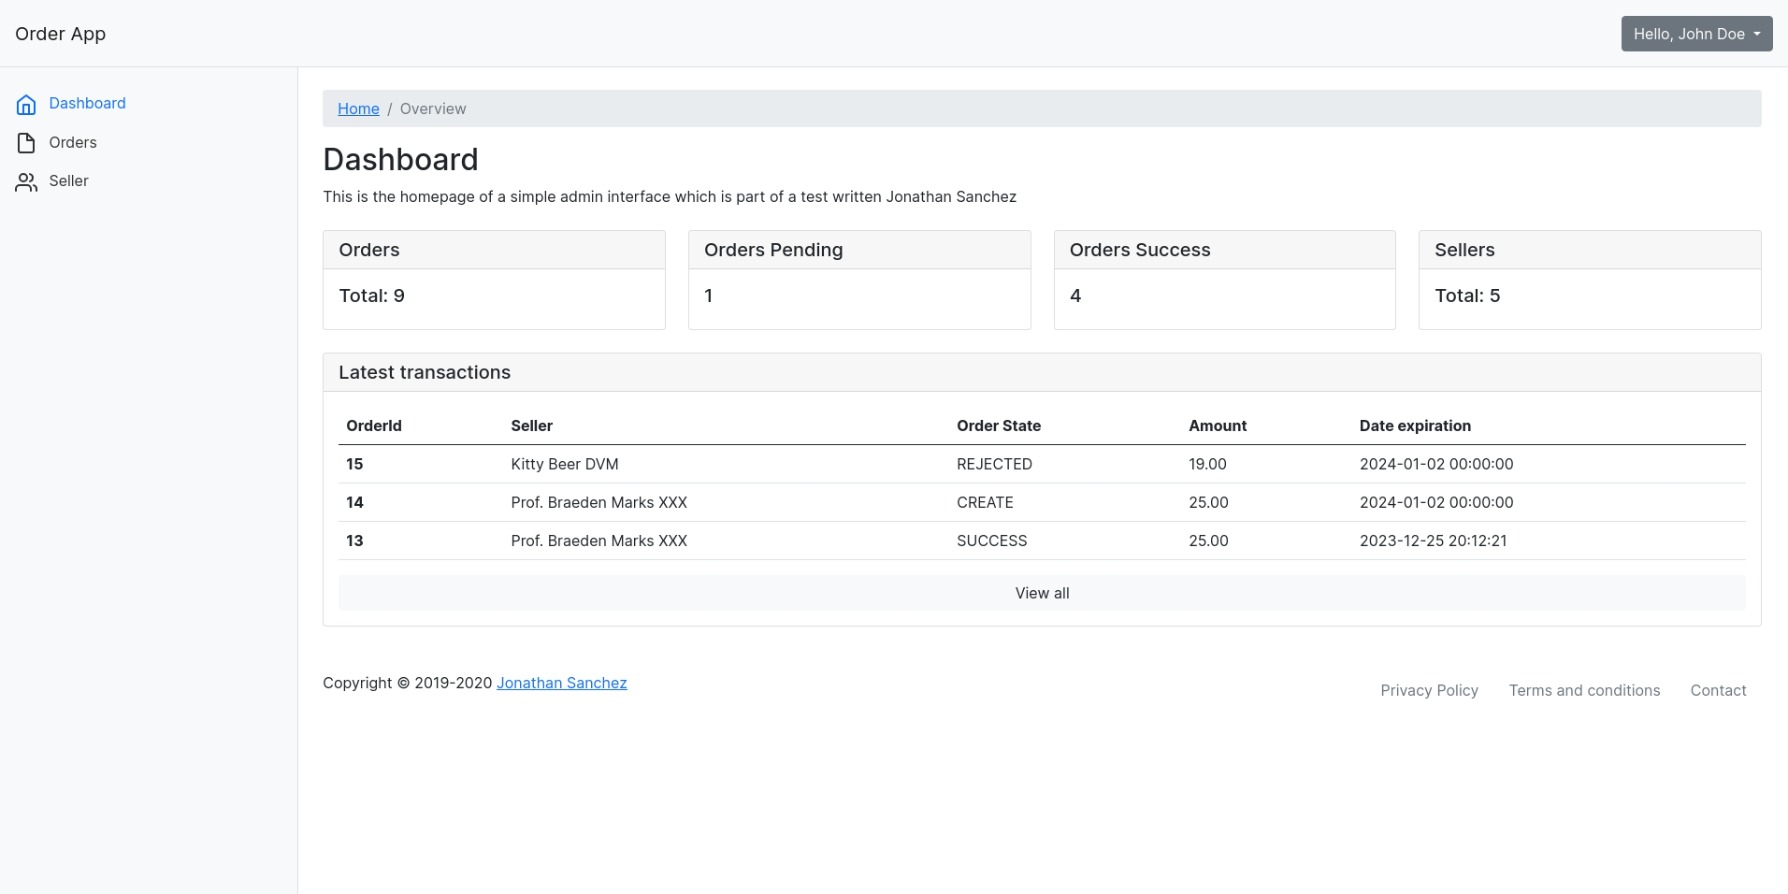 Order App
Hello, John Doe
Dashboard
Orders
Seller
Home / Overview
Dashboard
This is the homepage of a simple admin interface which is part of a test written Jonathan Sanchez
Orders
Total: 9
Orders Pending
1
Orders Success
4
Sellers
Total: 5
Latest transactions
OrderId Seller Order State Amount Date expiration
15 Kitty Beer DVM REJECTED 19.00 2024-01-02 00:00:00
14 Prof. Braeden Marks XXX CREATE 25.00 2024-01-02 00:00:00
13 Prof. Braeden Marks XXX SUCCESS 25.00 2023-12-25 20:12:21
View all
Copyright © 2019-2020 Jonathan Sanchez
Privacy Policy Terms and conditions Contact